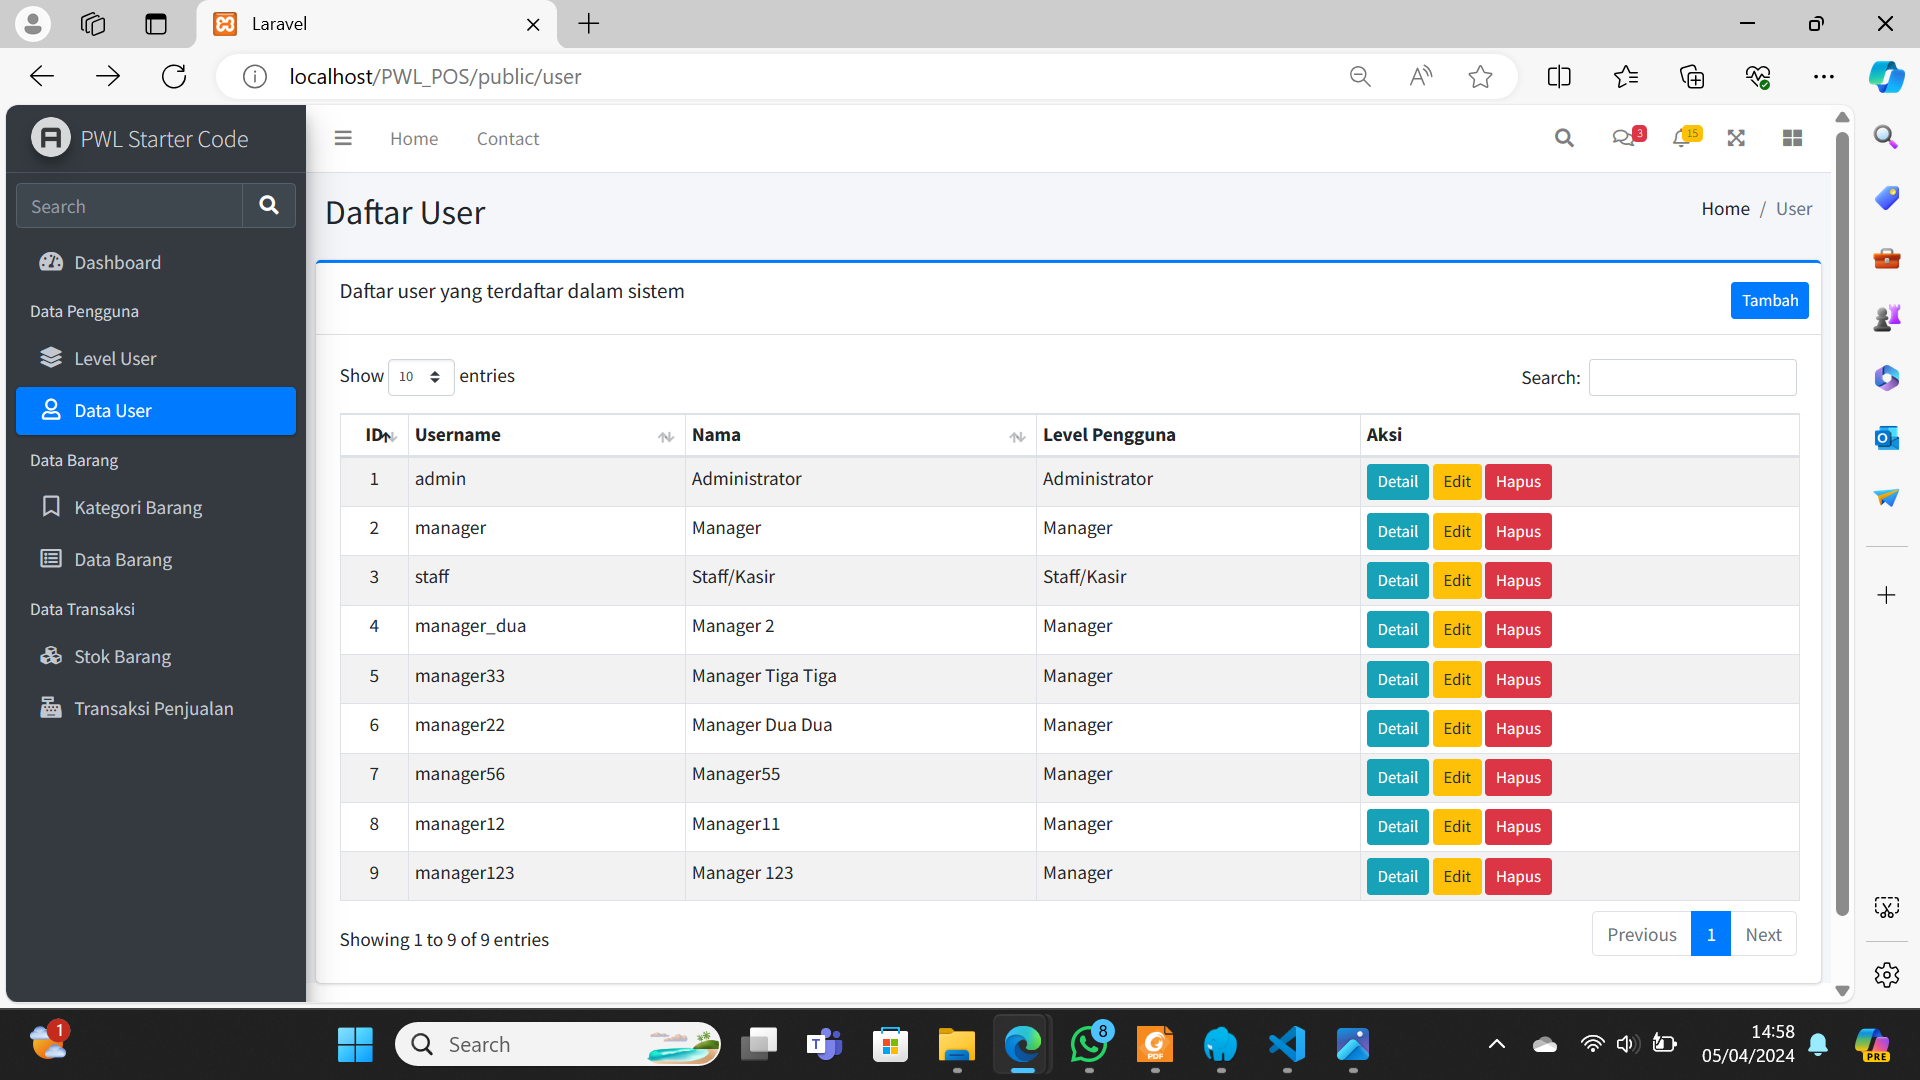 Laravel
localhost/PWL_POS/public/user
PWL Starter Code
Home Contact
3
15
Search
Daftar User
Home / User
Dashboard
Data Pengguna
Level User
Data User
Data Barang
Kategori Barang
Data Barang
Data Transaksi
Stok Barang
Transaksi Penjualan
Daftar user yang terdaftar dalam sistem
Tambah
Show 10 entries
Search:
ID Username Nama Level Pengguna Aksi
1 admin Administrator Administrator Detail Edit Hapus
2 manager Manager Manager Detail Edit Hapus
3 staff Staff/Kasir Staff/Kasir Detail Edit Hapus
4 manager_dua Manager 2 Manager Detail Edit Hapus
5 manager33 Manager Tiga Tiga Manager Detail Edit Hapus
6 manager22 Manager Dua Dua Manager Detail Edit Hapus
7 manager56 Manager55 Manager Detail Edit Hapus
8 manager12 Manager11 Manager Detail Edit Hapus
9 manager123 Manager 123 Manager Detail Edit Hapus
Showing 1 to 9 of 9 entries
Previous 1 Next
1
Search
8
PDF
14:58
05/04/2024
PRE